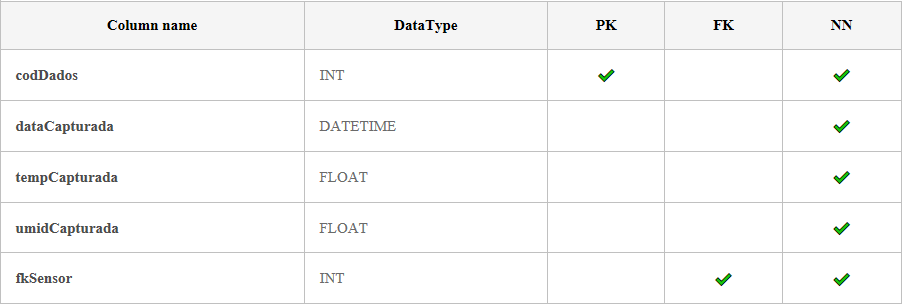 Column name DataType PK FK NN
codDados INT ✓ ✓
dataCapturada DATETIME ✓
tempCapturada FLOAT ✓
umidCapturada FLOAT ✓
fkSensor INT ✓ ✓